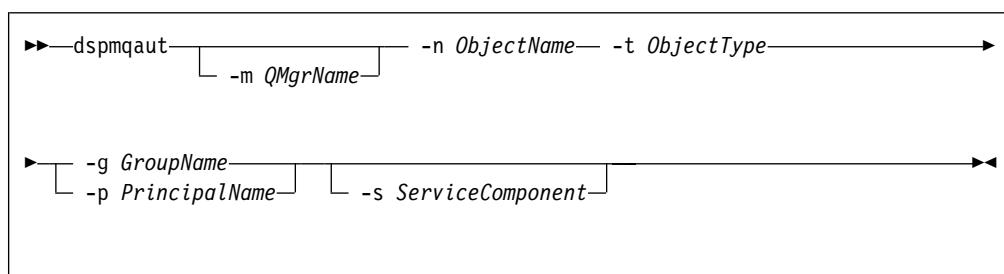 dspmqaut -n ObjectName -t ObjectType
-m QMgrName
-g GroupName
-p PrincipalName -s ServiceComponent